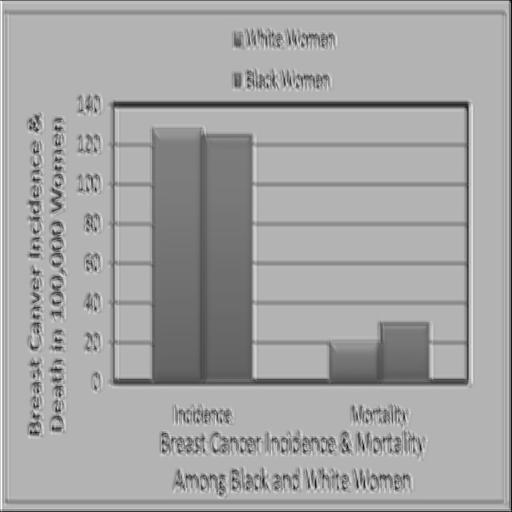 White Women
Black Women
Breast Canver Incidence &
Death in 100,000 Women
140
120
100
80
60
40
20
0
Incidence
Mortality
Breast Cancer Incidence & Mortality
Among Black and White Women